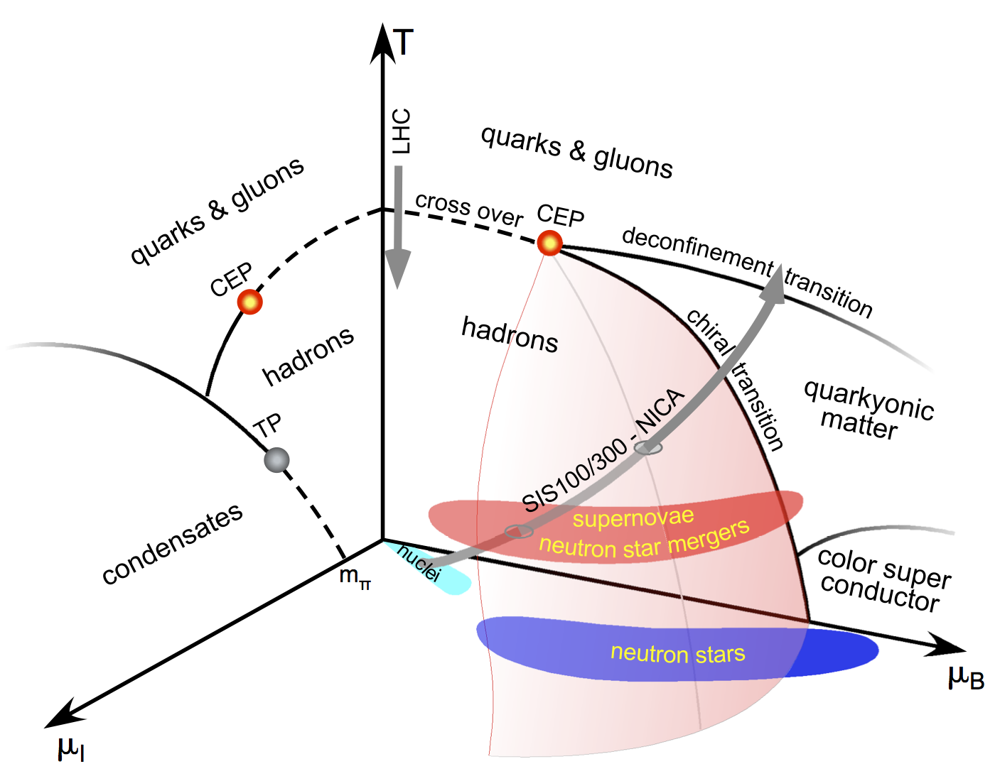 T
LHC
quarks & gluons
quarks & gluons
cross over
CEP
deconfinement transition
CEP
hadrons
hadrons
chiral transition
quarkyonic
matter
TP
SIS100/300 - NICA
condensates
supernovae
neutron star mergers
nuclei
mπ
color super
conductor
neutron stars
μB
μI